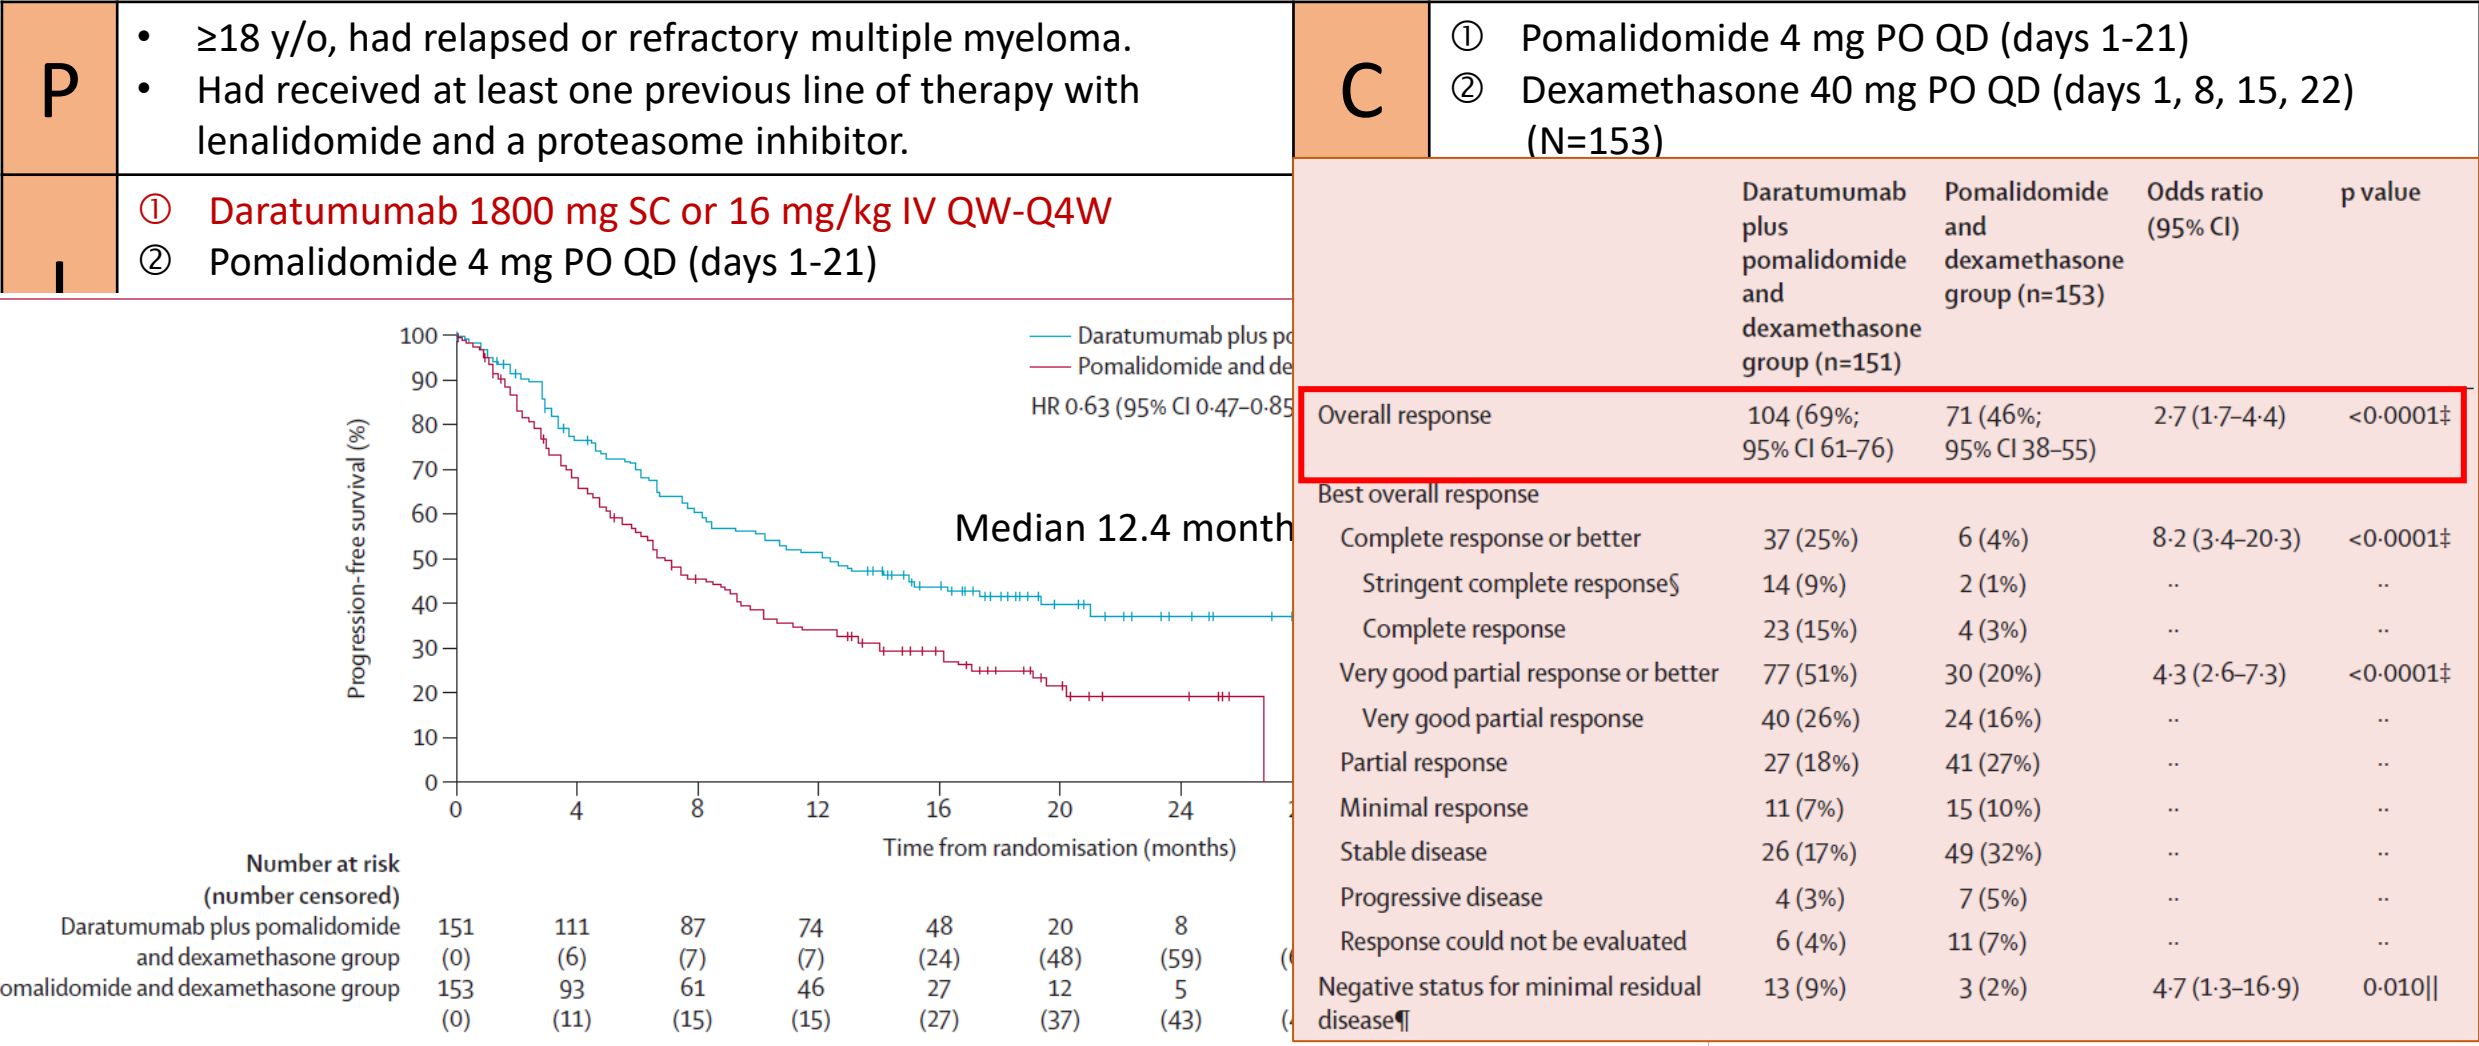 P
• ≥18 y/o, had relapsed or refractory multiple myeloma.
• Had received at least one previous line of therapy with
lenalidomide and a proteasome inhibitor.
C
① Pomalidomide 4 mg PO QD (days 1-21)
② Dexamethasone 40 mg PO QD (days 1, 8, 15, 22)
(N=153)
① Daratumumab 1800 mg SC or 16 mg/kg IV QW-Q4W
② Pomalidomide 4 mg PO QD (days 1-21)
Daratumumab plus
Pomalidomide and
HR 0·63 (95% CI 0·47–0·85
Median 12.4 month
Progression-free survival (%)
100
90
80
70
60
50
40
30
20
10
0
0 4 8 12 16 20 24
Time from randomisation (months)
Number at risk
(number censored)
Daratumumab plus pomalidomide 151 111 87 74 48 20 8
and dexamethasone group (0) (6) (7) (7) (24) (48) (59)
omalidomide and dexamethasone group 153 93 61 46 27 12 5
(0) (11) (15) (15) (27) (37) (43)
Daratumumab Pomalidomide Odds ratio p value
plus and (95% CI)
pomalidomide dexamethasone
and group (n=153)
dexamethasone
group (n=151)
Overall response 104 (69%; 71 (46%; 2·7 (1·7–4·4) <0·0001‡
95% CI 61–76) 95% CI 38–55)
Best overall response
Complete response or better 37 (25%) 6 (4%) 8·2 (3·4–20·3) <0·0001‡
Stringent complete response§ 14 (9%) 2 (1%) ·· ··
Complete response 23 (15%) 4 (3%) ·· ··
Very good partial response or better 77 (51%) 30 (20%) 4·3 (2·6–7·3) <0·0001‡
Very good partial response 40 (26%) 24 (16%) ·· ··
Partial response 27 (18%) 41 (27%) ·· ··
Minimal response 11 (7%) 15 (10%) ·· ··
Stable disease 26 (17%) 49 (32%) ·· ··
Progressive disease 4 (3%) 7 (5%) ·· ··
Response could not be evaluated 6 (4%) 11 (7%) ·· ··
Negative status for minimal residual 13 (9%) 3 (2%) 4·7 (1·3–16·9) 0·010||
disease¶